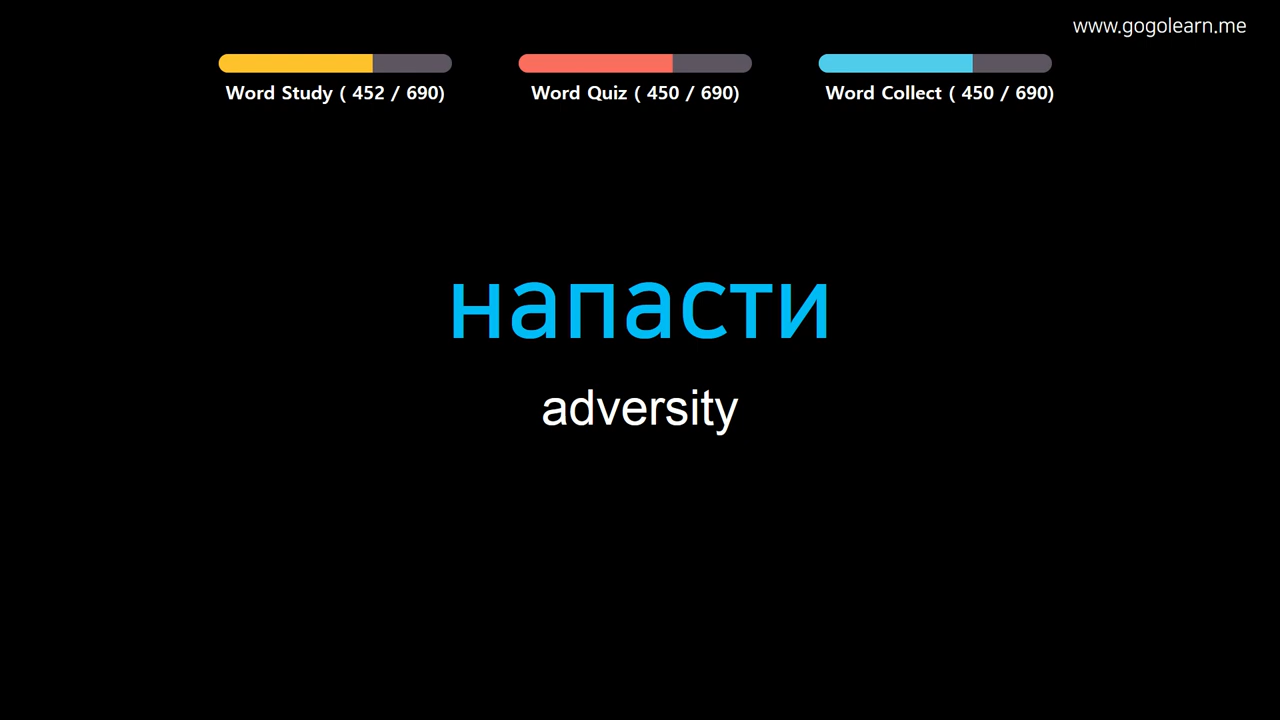 www.gogolearn.me
Word Study ( 452 / 690)
Word Quiz ( 450 / 690)
Word Collect ( 450 / 690)
напасти
adversity